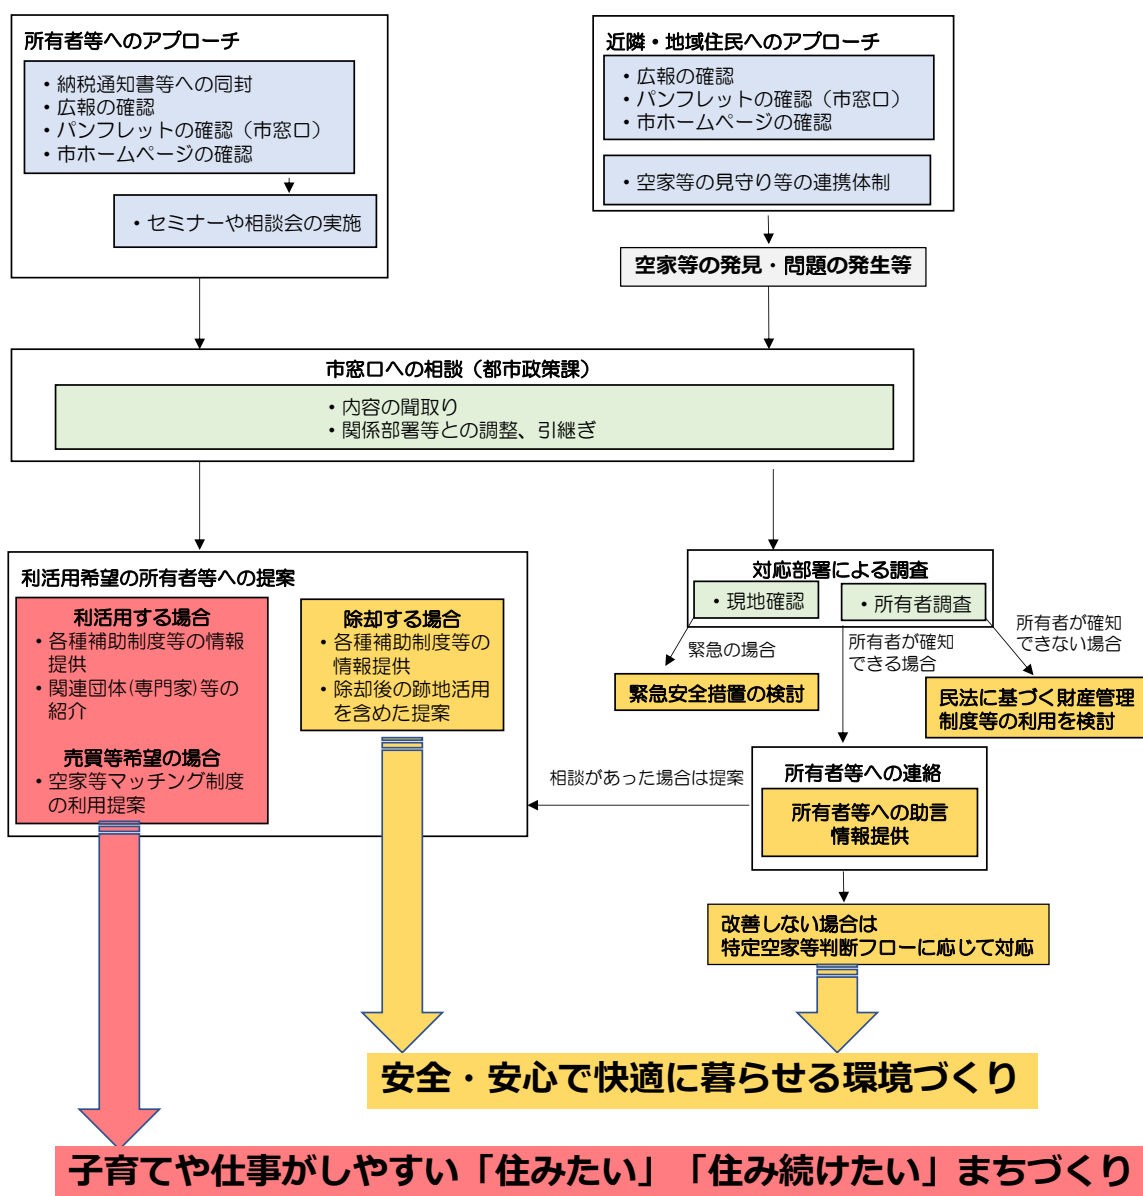 所有者等へのアプローチ
・納税通知書等への同封
・広報の確認
・パンフレットの確認（市窓口）
・市ホームページの確認
・セミナーや相談会の実施
近隣・地域住民へのアプローチ
・広報の確認
・パンフレットの確認（市窓口）
・市ホームページの確認
・空家等の見守り等の連携体制
空家等の発見・問題の発生等
市窓口への相談（都市政策課）
・内容の聞取り
・関係部署等との調整、引継ぎ
利活用希望の所有者等への提案
利活用する場合
・各種補助制度等の情報
提供
・関連団体(専門家)等の
紹介
売買等希望の場合
・空家等マッチング制度
の利用提案
除却する場合
・各種補助制度等の
情報提供
・除却後の跡地活用
を含めた提案
対応部署による調査
・現地確認
・所有者調査
緊急の場合
所有者が確知
できる場合
所有者が確知
できない場合
緊急安全措置の検討
民法に基づく財産管理
制度等の利用を検討
相談があった場合は提案
所有者等への連絡
所有者等への助言
情報提供
改善しない場合は
特定空家等判断フローに応じて対応
安全・安心で快適に暮らせる環境づくり
子育てや仕事がしやすい「住みたい」「住み続けたい」まちづくり